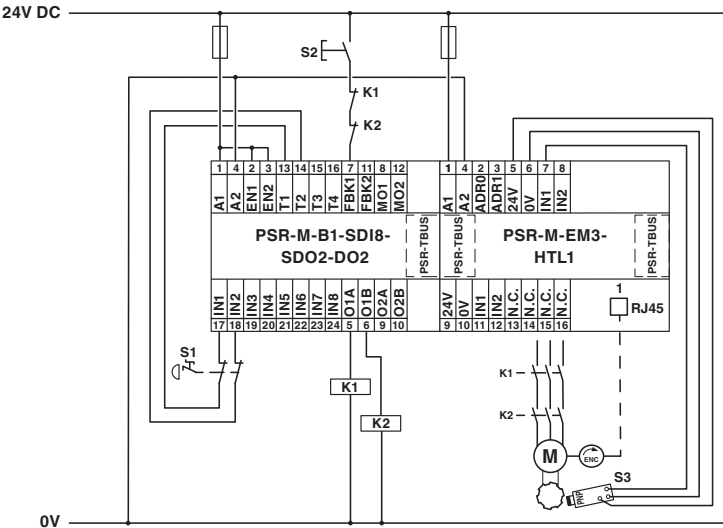 24V DC
S2
K1
K2
1 4 2 3 13 14 15 16 7 11 8 12
A1 A2 EN1 EN2 T1 T2 T3 T4 FBK1 FBK2 MO1 MO2
1 4 2 3 5 6 7 8
A1 A2 ADR0 ADR1 24V 0V IN1 IN2
PSR-M-B1-SDI8-
SDO2-DO2
PSR-TBUS
PSR-TBUS
PSR-M-EM3-
HTL1
PSR-TBUS
IN1 IN2 IN3 IN4 IN5 IN6 IN7 IN8 O1A O1B O2A O2B
17 18 19 20 21 22 23 24 5 6 9 10
24V 0V IN1 IN2 N.C. N.C. N.C. N.C.
9 10 11 12 13 14 15 16
1
RJ45
S1
K1
K2
K1
K2
M
ENC
S3
PNP
0V